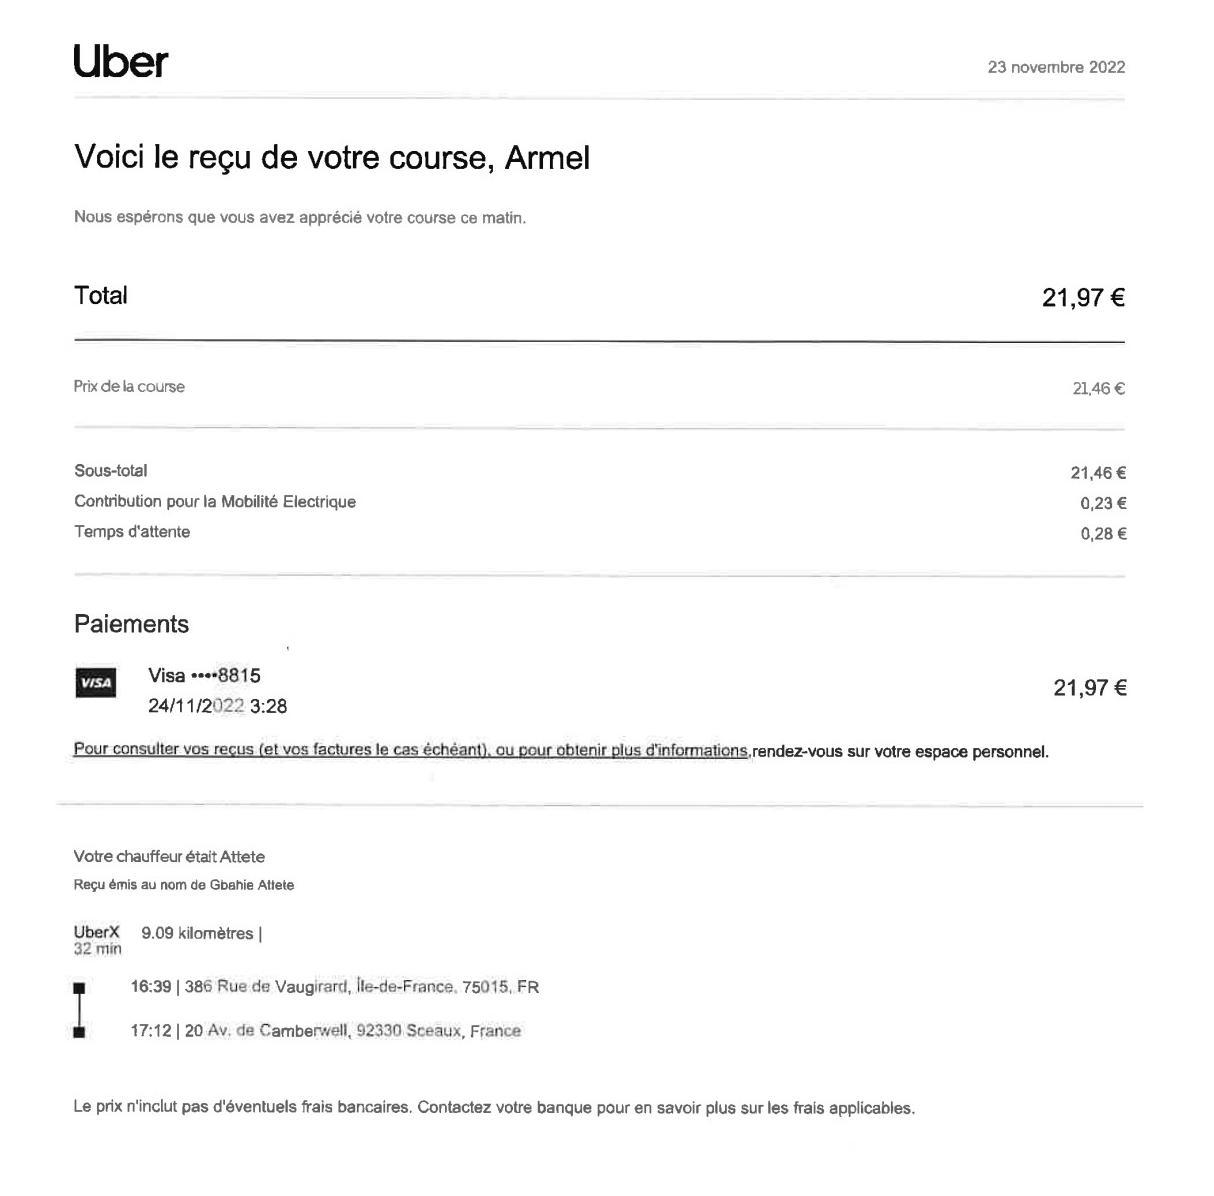 Uber
23 novembre 2022
Voici le reçu de votre course, Armel
Nous espérons que vous avez apprécié votre course ce matin.
Total 21,97 €
Prix de la course 21,46 €
Sous-total 21,46 €
Contribution pour la Mobilité Electrique 0,23 €
Temps d'attente 0,28 €
Paiements
VISA
Visa ••••8815
24/11/2022 3:28
21,97 €
Pour consulter vos reçus (et vos factures le cas échéant), ou pour obtenir plus d'informations,rendez-vous sur votre espace personnel.
Votre chauffeur était Attete
Reçu émis au nom de Gbahie Attete
UberX 9.09 kilomètres |
32 min
16:39 | 386 Rue de Vaugirard, Île-de-France, 75015, FR
17:12 | 20 Av. de Camberwell, 92330 Sceaux, France
Le prix n'inclut pas d'éventuels frais bancaires. Contactez votre banque pour en savoir plus sur les frais applicables.